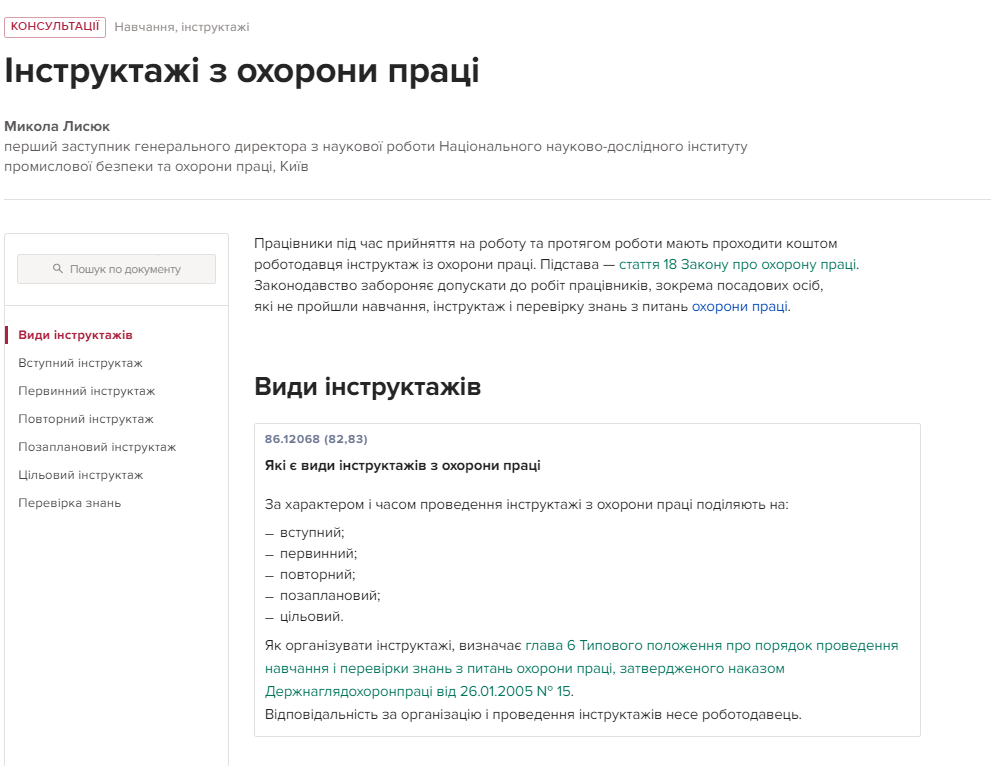 КОНСУЛЬТАЦІЇ Навчання, інструктажі
Інструктажі з охорони праці
Микола Лисюк
перший заступник генерального директора з наукової роботи Національного науково-дослідного інституту
промислової безпеки та охорони праці, Київ
Пошук по документу
Види інструктажів
Вступний інструктаж
Первинний інструктаж
Повторний інструктаж
Позаплановий інструктаж
Цільовий інструктаж
Перевірка знань
Працівники під час прийняття на роботу та протягом роботи мають проходити коштом
роботодавця інструктаж із охорони праці. Підстава — стаття 18 Закону про охорону праці.
Законодавство забороняє допускати до робіт працівників, зокрема посадових осіб,
які не пройшли навчання, інструктаж і перевірку знань з питань охорони праці.
Види інструктажів
86.12068 (82,83)
Які є види інструктажів з охорони праці
За характером і часом проведення інструктажі з охорони праці поділяють на:
– вступний;
– первинний;
– повторний;
– позаплановий;
– цільовий.
Як організувати інструктажі, визначає глава 6 Типового положення про порядок проведення
навчання і перевірки знань з питань охорони праці, затвердженого наказом
Держнаглядохоронпраці від 26.01.2005 № 15.
Відповідальність за організацію і проведення інструктажів несе роботодавець.